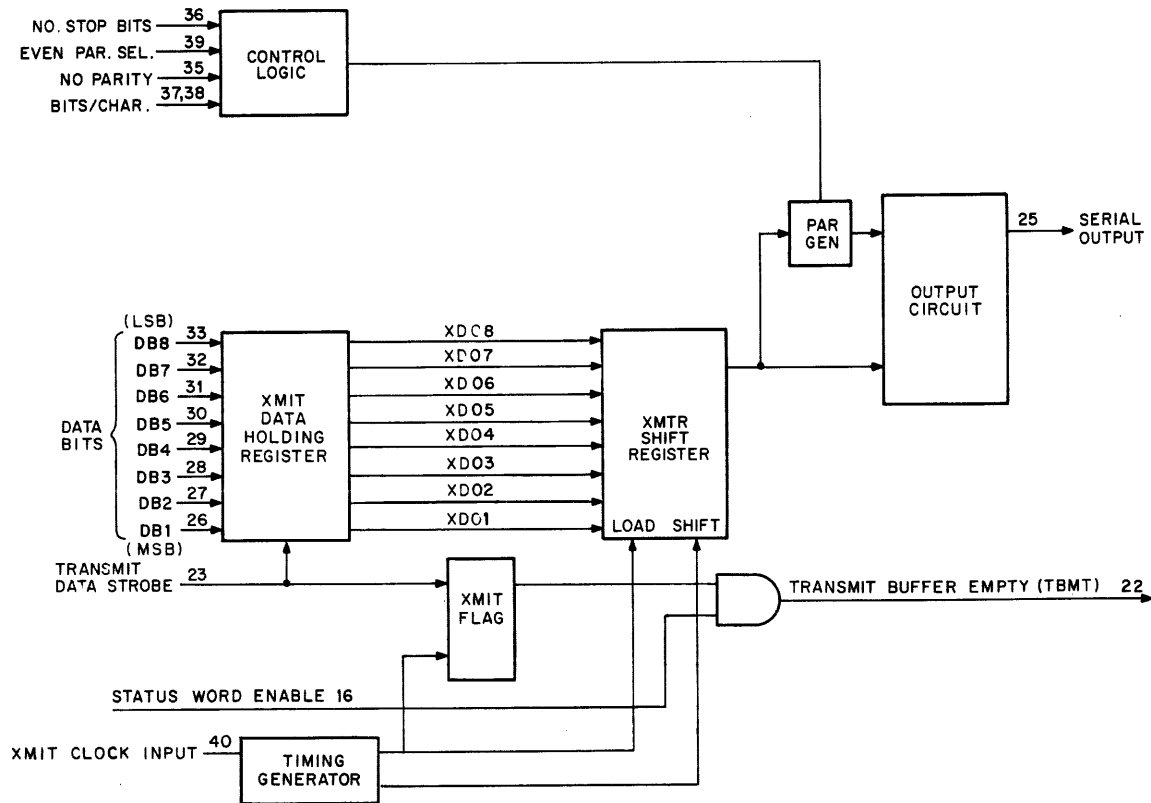 NO. STOP BITS 36
EVEN PAR. SEL. 39
NO PARITY 35
BITS/CHAR. 37,38
CONTROL
LOGIC
PAR
GEN
OUTPUT
CIRCUIT
25 SERIAL
OUTPUT
(LSB)
DATA
BITS
DB8 33
DB7 32
DB6 31
DB5 30
DB4 29
DB3 28
DB2 27
DB1 26
(MSB)
XMIT
DATA
HOLDING
REGISTER
XDO8
XDO7
XDO6
XDO5
XDO4
XDO3
XDO2
XDO1
XMTR
SHIFT
REGISTER
LOAD SHIFT
TRANSMIT
DATA STROBE 23
XMIT
FLAG
TRANSMIT BUFFER EMPTY (TBMT) 22
STATUS WORD ENABLE 16
XMIT CLOCK INPUT 40
TIMING
GENERATOR